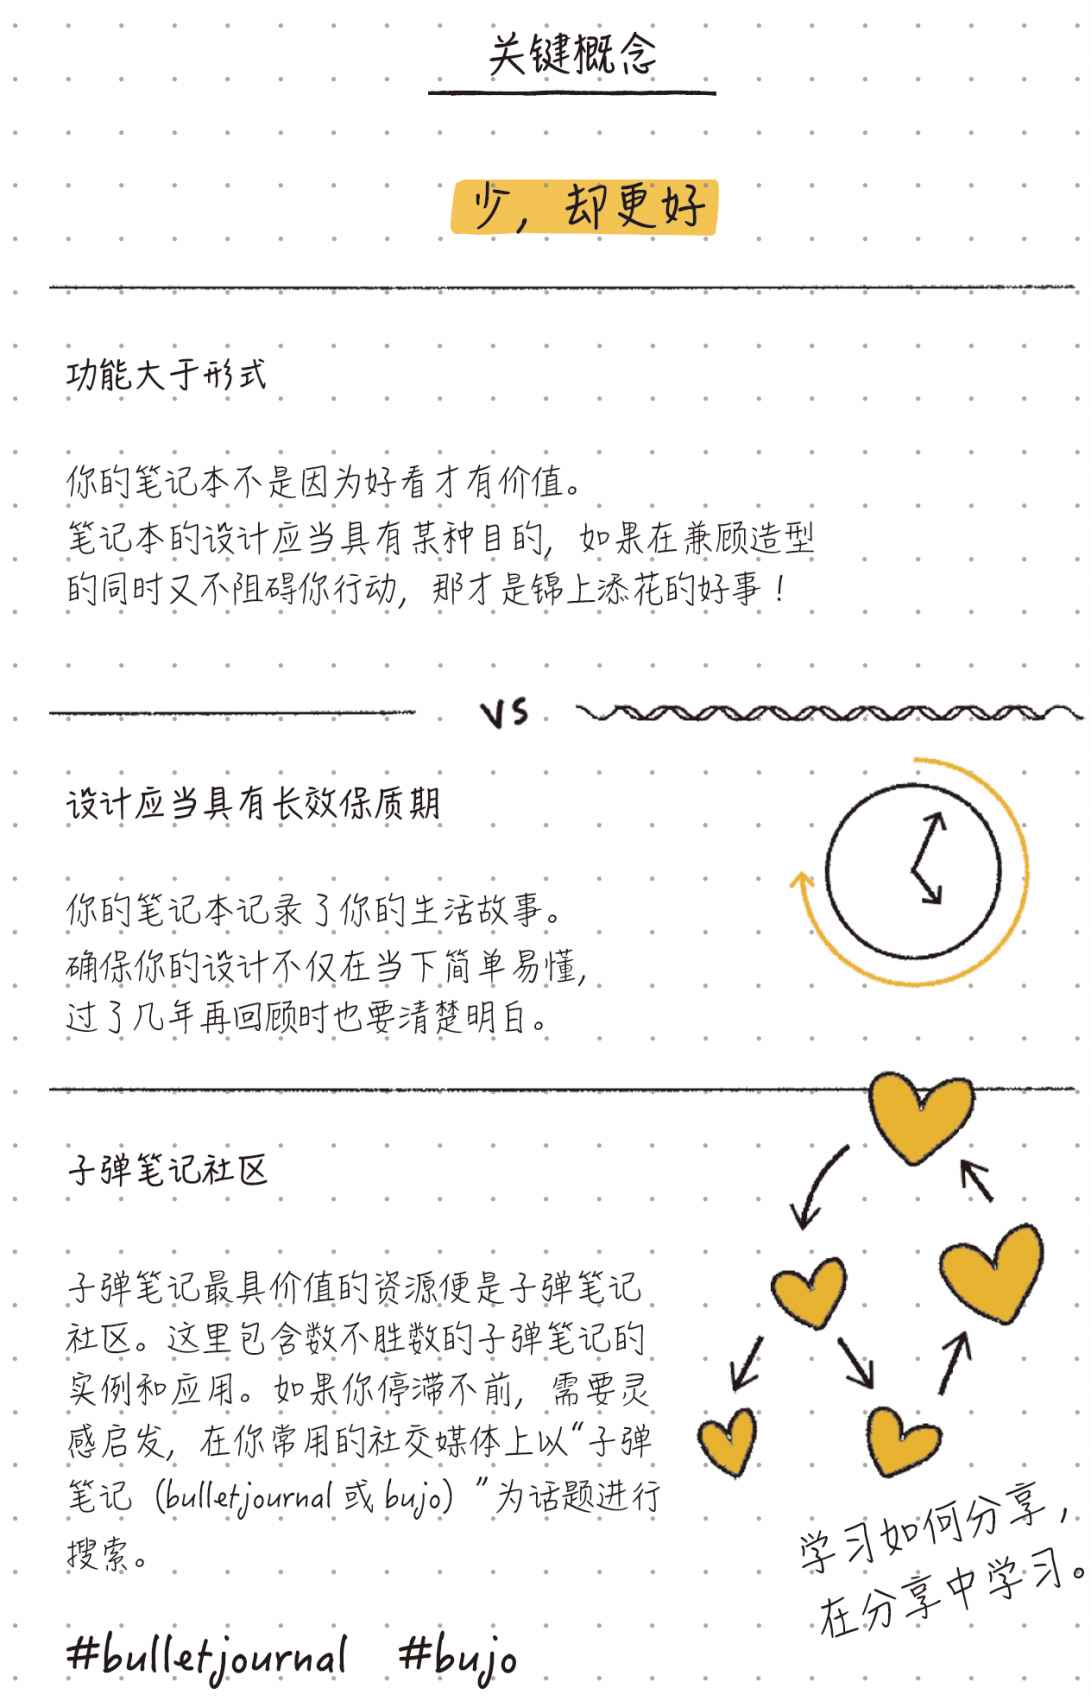 关键概念
少，却更好
功能大于形式
你的笔记本不是因为好看才有价值。
笔记本的设计应当具有某种目的，如果在兼顾造型
的同时又不阻碍你行动，那才是锦上添花的好事！
vs
设计应当具有长效保质期
你的笔记本记录了你的生活故事。
确保你的设计不仅在当下简单易懂，
过了几年再回顾时也要清楚明白。
子弹笔记社区
子弹笔记最具价值的资源便是子弹笔记
社区。这里包含数不胜数的子弹笔记的
实例和应用。如果你停滞不前，需要灵
感启发，在你常用的社交媒体上以“子弹
笔记（bulletjournal 或 bujo）”为话题进行
搜索。
学习如何分享，
在分享中学习。
#bulletjournal #bujo